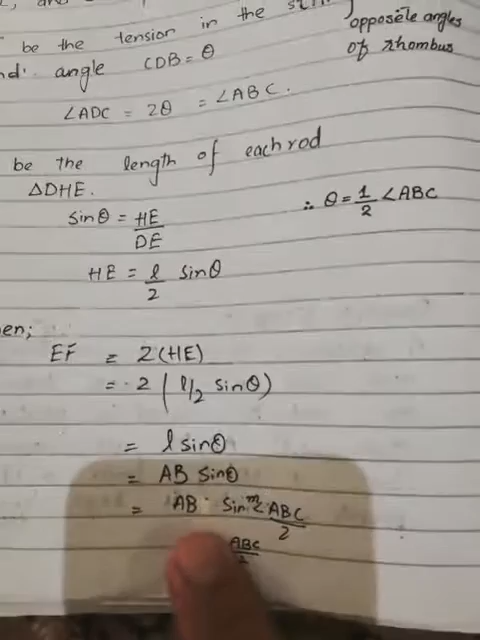 be the tension in the
opposite angles
of rhombus
angle CDB = θ
∠ADC = 2θ = ∠ABC.
be the length of each rod
ΔDHE.
sinθ = HE/DE
∴ θ = 1/2 ∠ABC
HE = l/2 sinθ
EF = 2(HE)
= 2(l/2 sinθ)
= l sinθ
= AB sinθ
= AB sin ABC/2